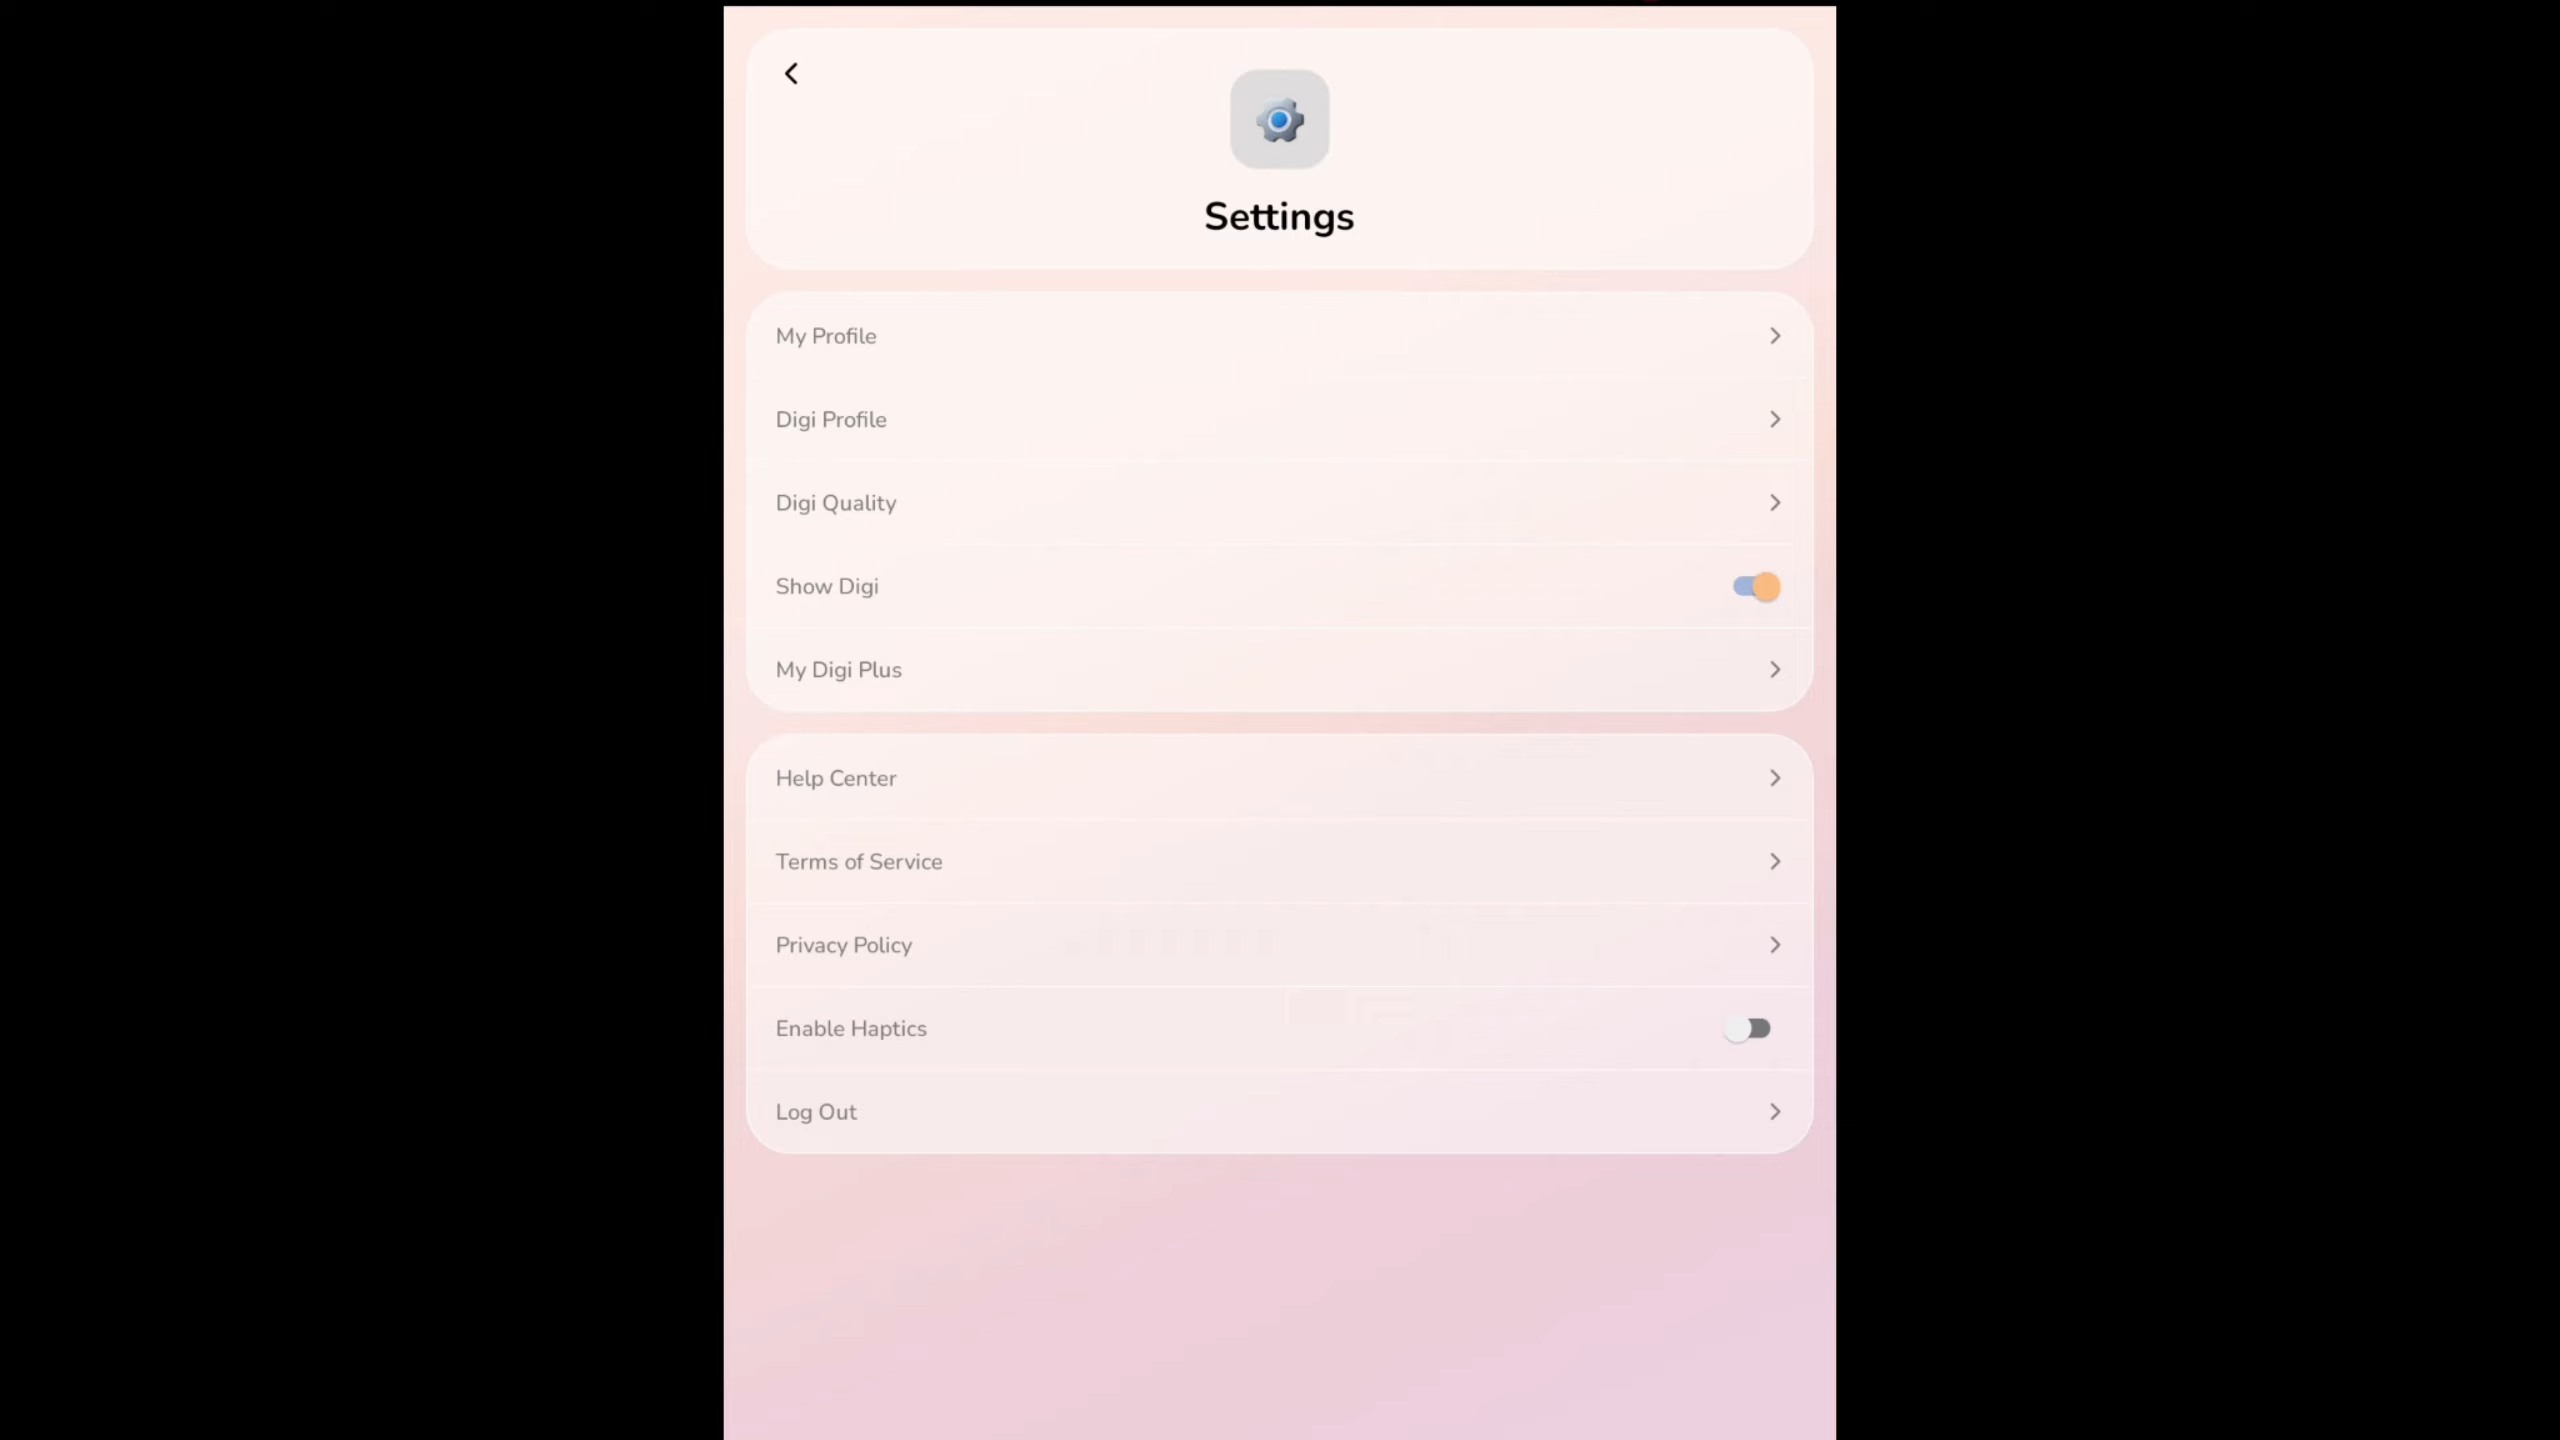 Settings
My Profile
Digi Profile
Digi Quality
Show Digi
My Digi Plus
Help Center
Terms of Service
Privacy Policy
Enable Haptics
Log Out